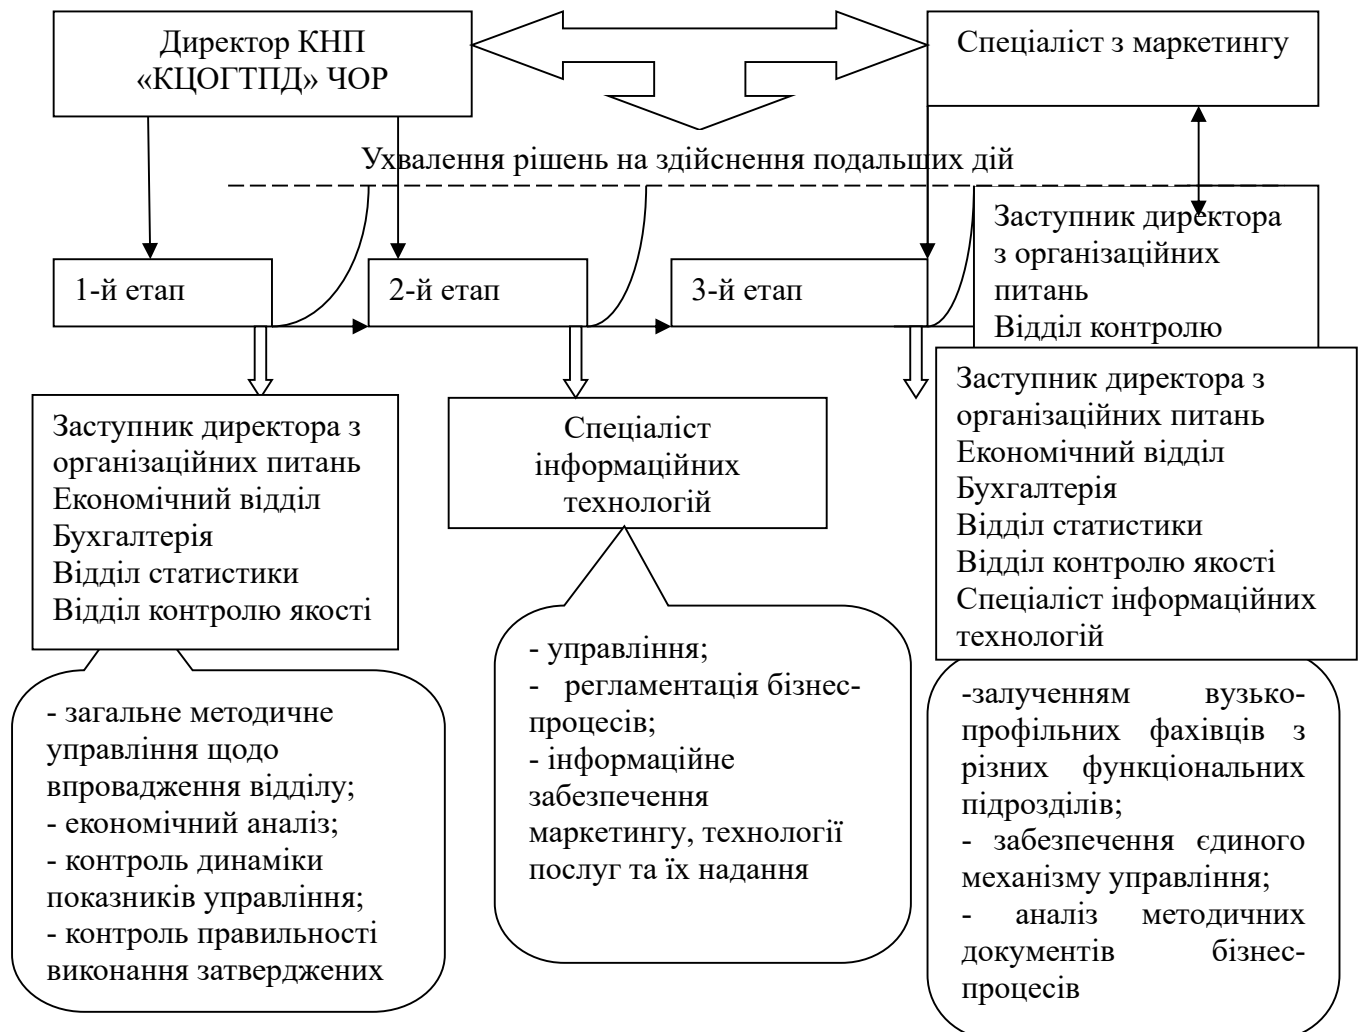 Директор КНП
«КЦОГТПД» ЧОР
Спеціаліст з маркетингу
Ухвалення рішень на здійснення подальших дій
1-й етап
2-й етап
3-й етап
Заступник директора
з організаційних
питань
Відділ контролю
Заступник директора з
організаційних питань
Економічний відділ
Бухгалтерія
Відділ статистики
Відділ контролю якості
Спеціаліст
інформаційних
технологій
Заступник директора з
організаційних питань
Економічний відділ
Бухгалтерія
Відділ статистики
Відділ контролю якості
Спеціаліст інформаційних
технологій
- загальне методичне
управління щодо
впровадження відділу;
- економічний аналіз;
- контроль динаміки
показників управління;
- контроль правильності
виконання затверджених
- управління;
- регламентація бізнес-
процесів;
- інформаційне
забезпечення
маркетингу, технології
послуг та їх надання
-залученням вузько-
профільних фахівців з
різних функціональних
підрозділів;
- забезпечення єдиного
механізму управління;
- аналіз методичних
документів бізнес-
процесів